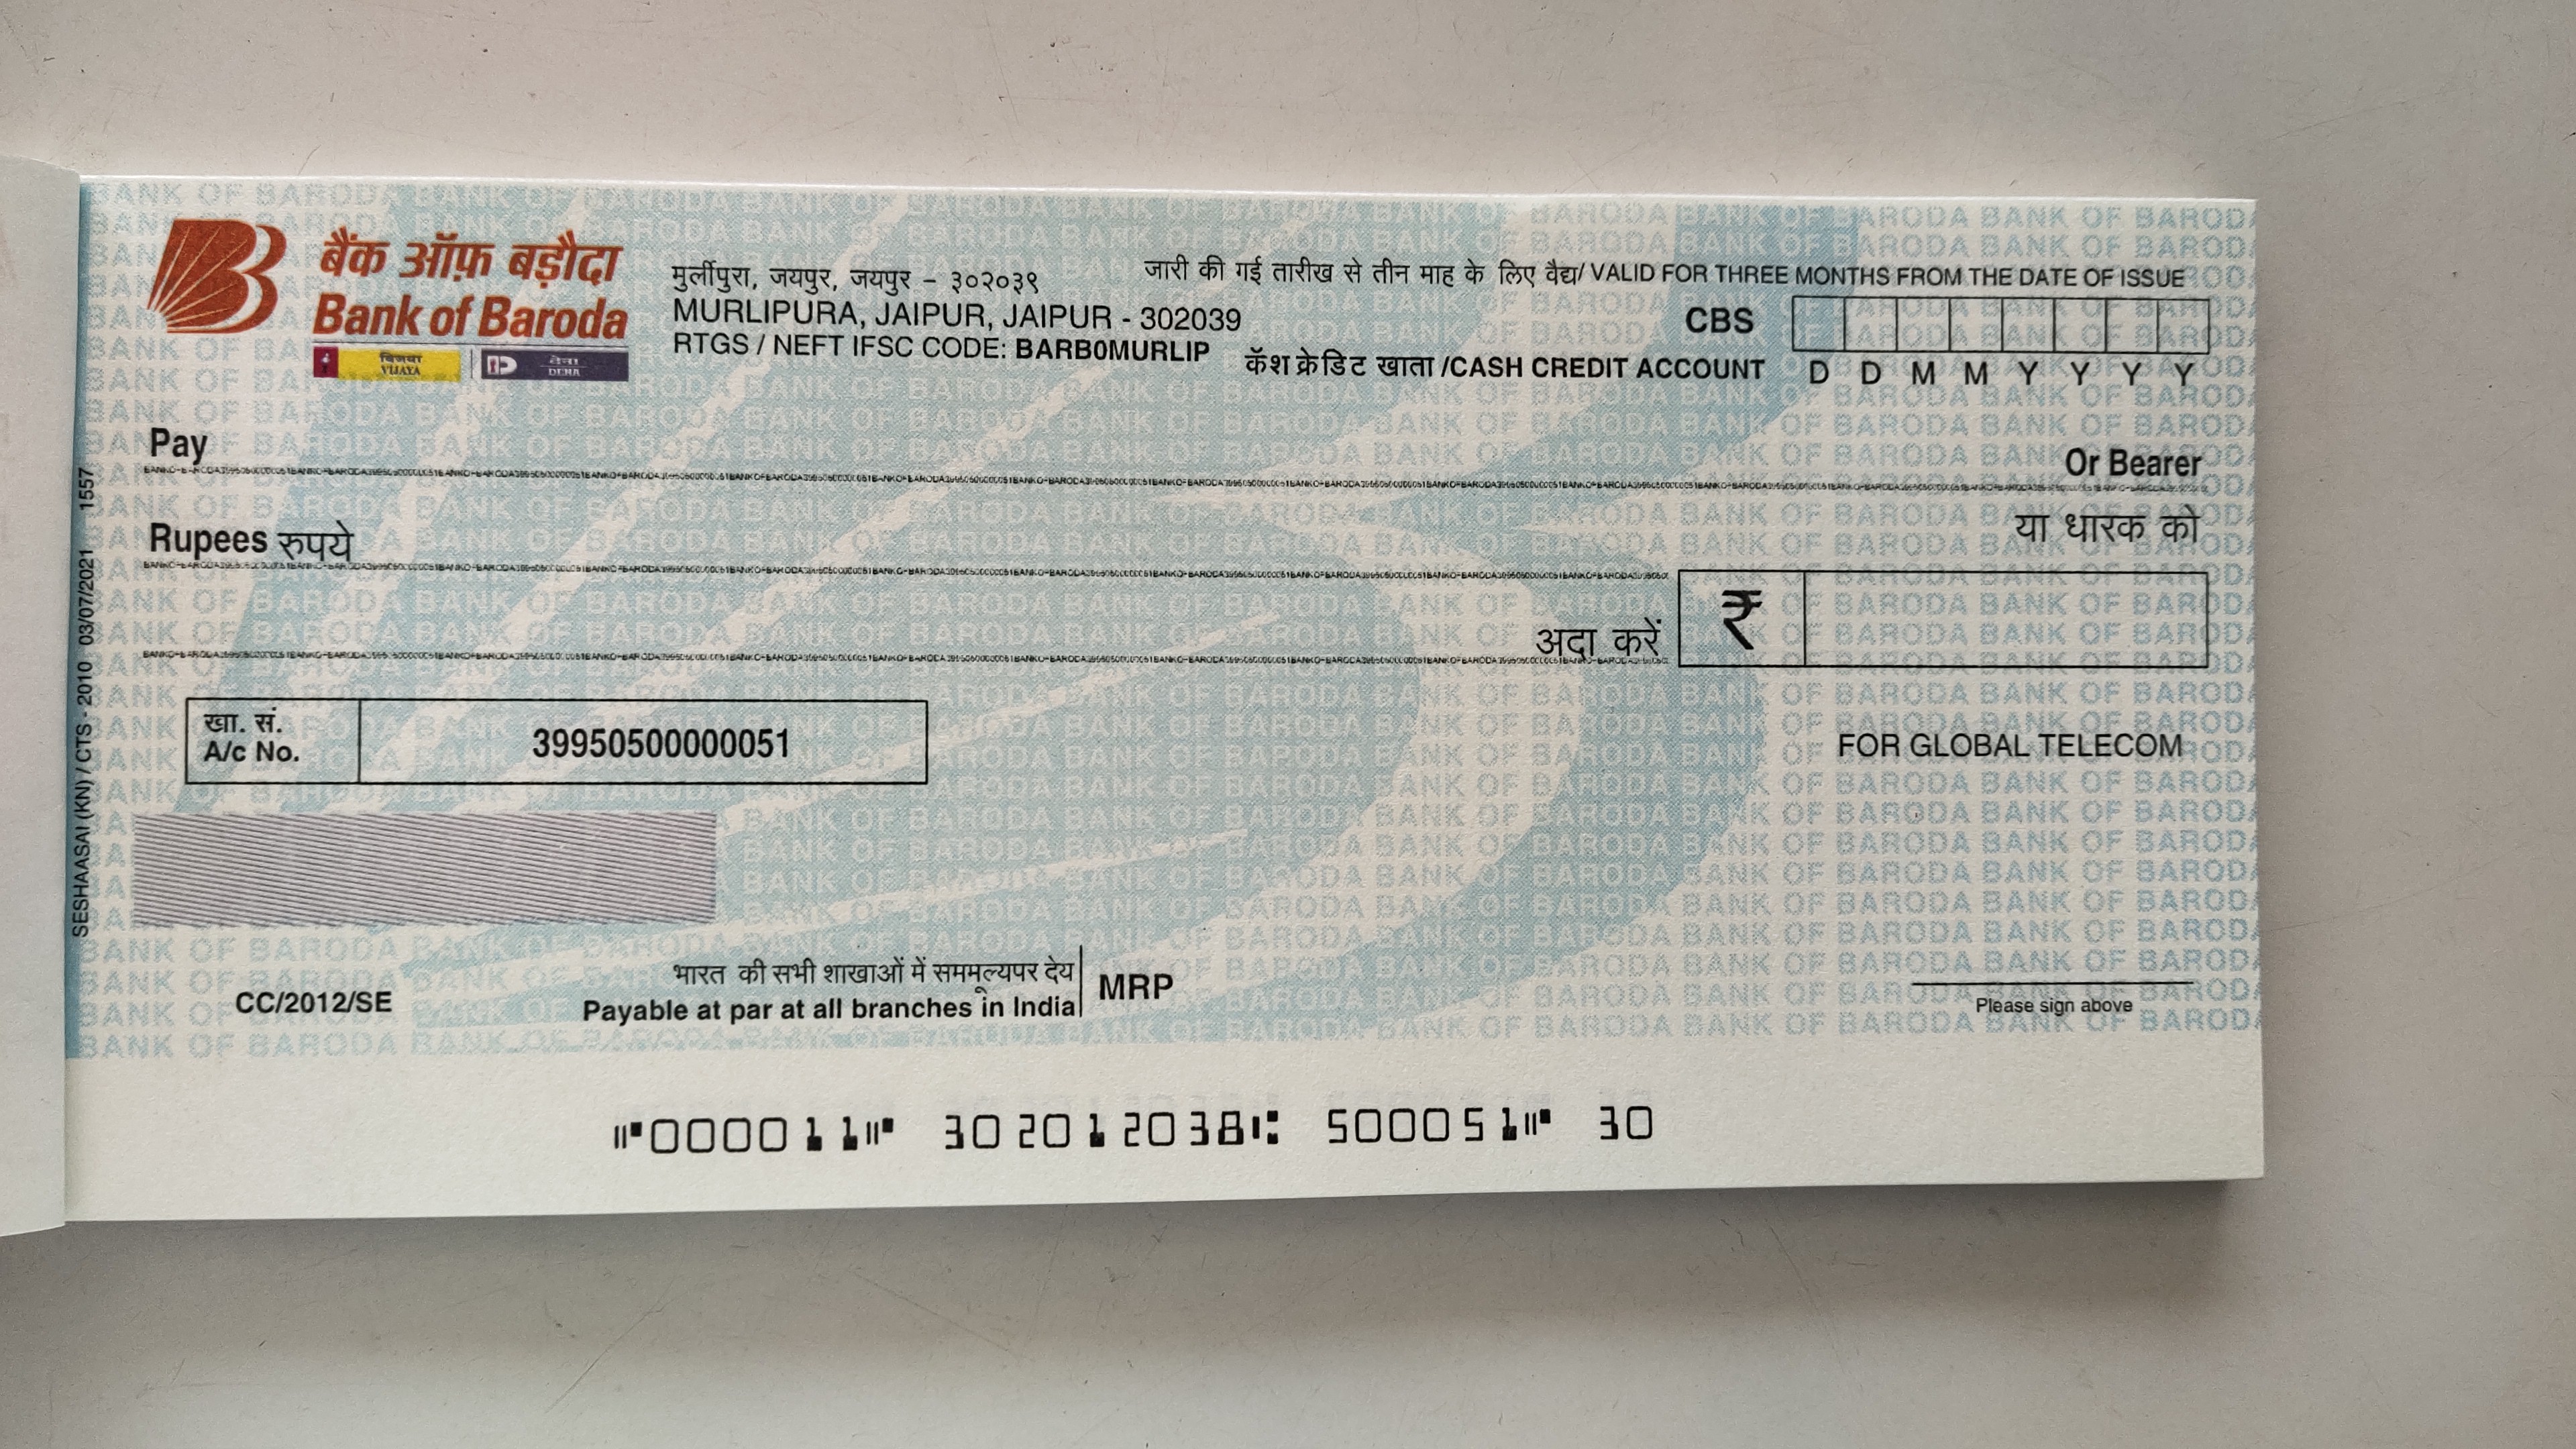 बैंक ऑफ़ बड़ौदा
Bank of Baroda
विजया
VIJAYA
देना
DENA
मुर्लीपुरा, जयपुर, जयपुर - ३०२०३९
MURLIPURA, JAIPUR, JAIPUR - 302039
RTGS / NEFT IFSC CODE: BARB0MURLIP
जारी की गई तारीख से तीन माह के लिए वैद्य/ VALID FOR THREE MONTHS FROM THE DATE OF ISSUE
CBS
कॅश क्रेडिट खाता /CASH CREDIT ACCOUNT
D D M M Y Y Y Y
Pay
Or Bearer
Rupees रुपये
या धारक को
अदा करें
₹
खा. सं.
A/c No.
39950500000051
FOR GLOBAL TELECOM
CC/2012/SE
भारत की सभी शाखाओं में सममूल्यपर देय
Payable at par at all branches in India
MRP
Please sign above
SESHAASAI (KN) / CTS - 2010 03/07/2021 1557
⑈000011⑈ 302012038⑆ 500051⑈ 30